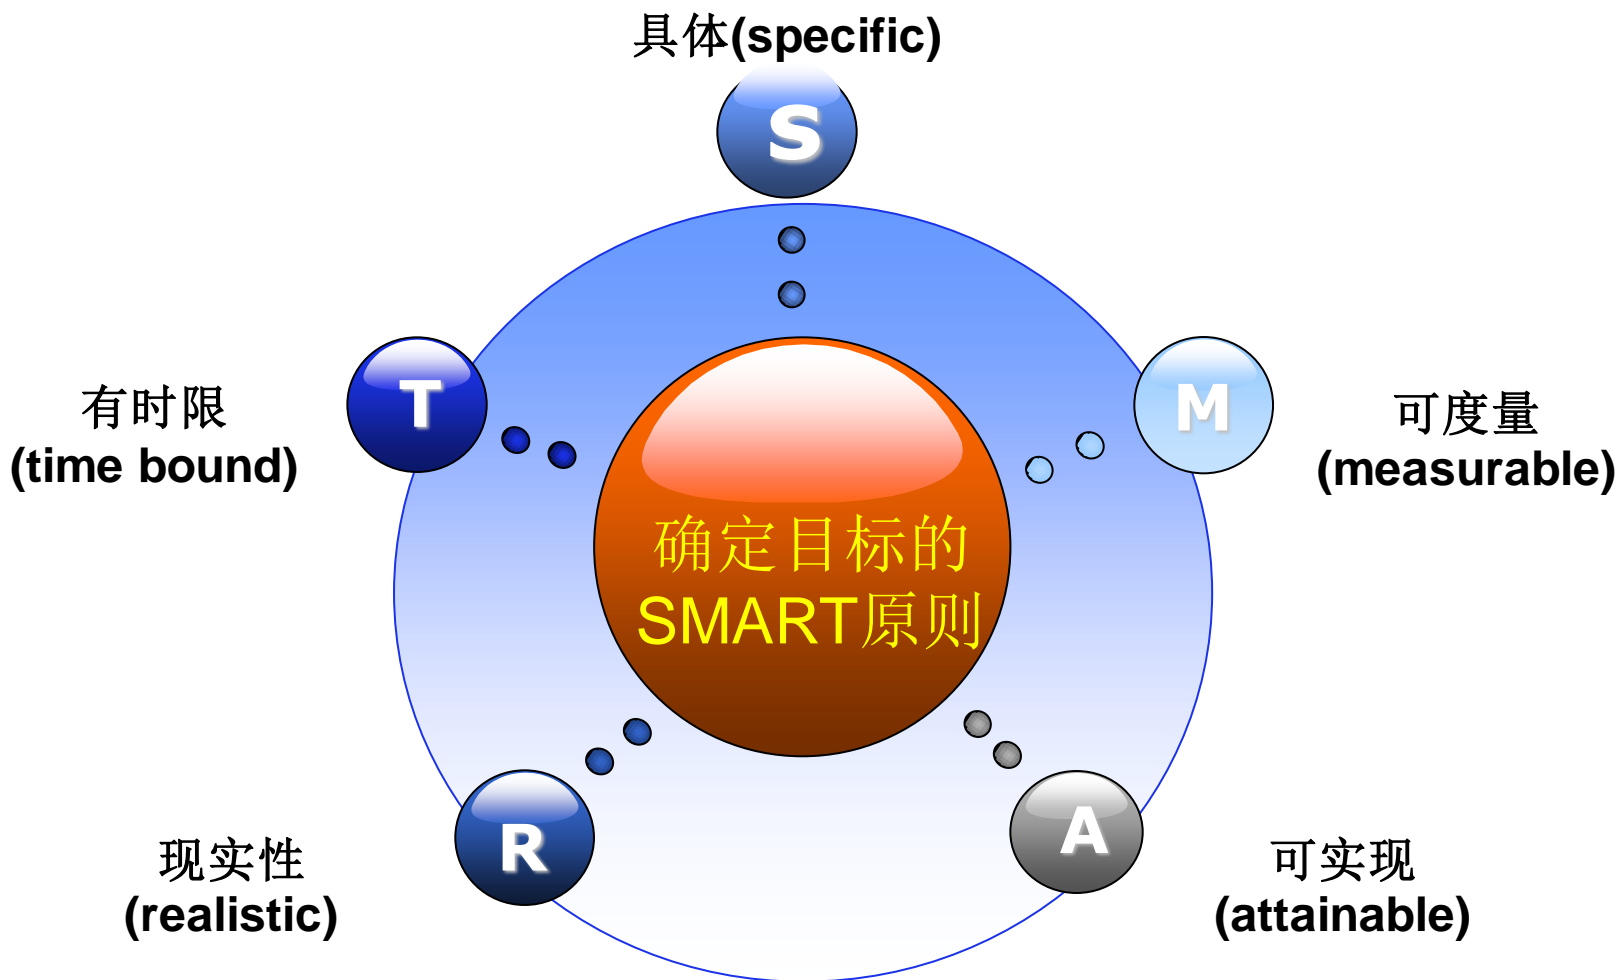 具体(specific)
S
T
M
有时限
(time bound)
可度量
(measurable)
确定目标的
SMART原则
R
A
现实性
(realistic)
可实现
(attainable)